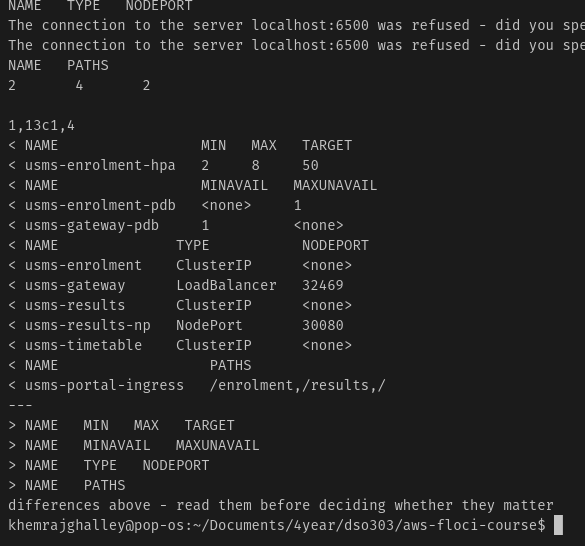 NAME   TYPE   NODEPORT
The connection to the server localhost:6500 was refused - did you spe
The connection to the server localhost:6500 was refused - did you spe
NAME   PATHS
2       4       2
1,13c1,4
< NAME                 MIN   MAX   TARGET
< usms-enrolment-hpa   2     8     50
< NAME                 MINAVAIL   MAXUNAVAIL
< usms-enrolment-pdb   <none>     1
< usms-gateway-pdb     1          <none>
< NAME              TYPE           NODEPORT
< usms-enrolment    ClusterIP      <none>
< usms-gateway      LoadBalancer   32469
< usms-results      ClusterIP      <none>
< usms-results-np   NodePort       30080
< usms-timetable    ClusterIP      <none>
< NAME                  PATHS
< usms-portal-ingress   /enrolment,/results,/
---
> NAME   MIN   MAX   TARGET
> NAME   MINAVAIL   MAXUNAVAIL
> NAME   TYPE   NODEPORT
> NAME   PATHS
differences above - read them before deciding whether they matter
khemrajghalley@pop-os:~/Documents/4year/dso303/aws-floci-course$